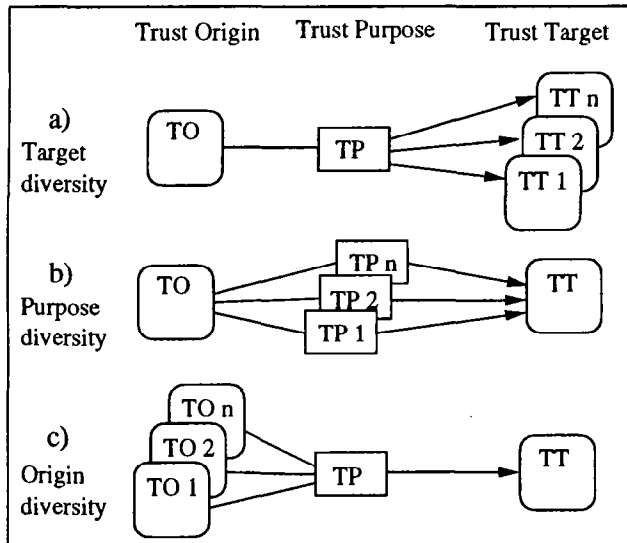 Trust Origin Trust Purpose Trust Target
a)
Target
diversity
TO
TP
TT n
TT 2
TT 1
b)
Purpose
diversity
TO
TP n
TP 2
TP 1
TT
c)
Origin
diversity
TO n
TO 2
TO 1
TP
TT